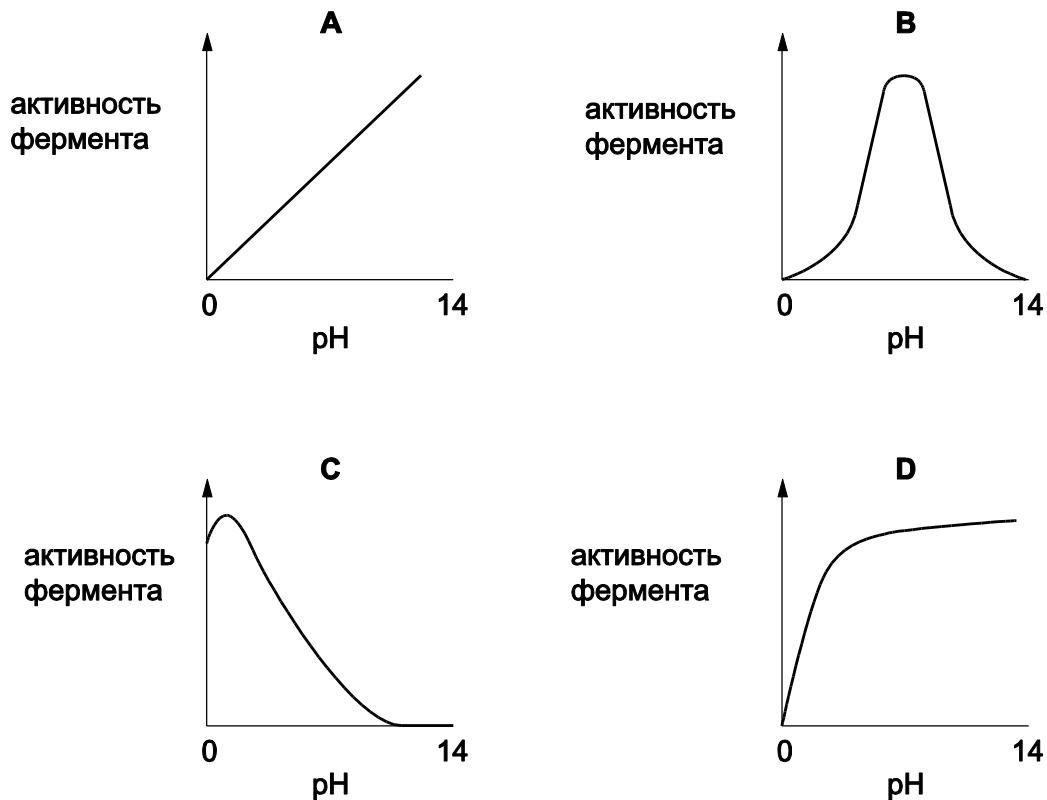 A
активность
фермента
0
14
pH
B
активность
фермента
0
14
pH
C
активность
фермента
0
14
pH
D
активность
фермента
0
14
pH